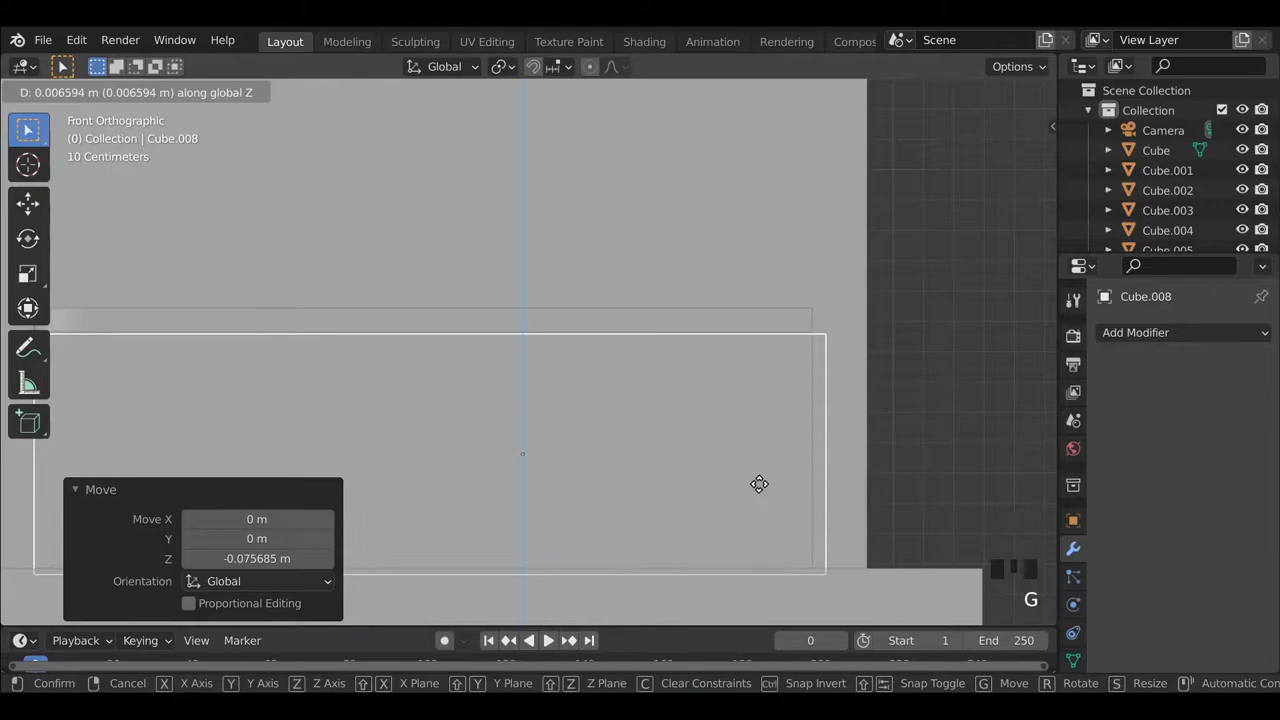 File Edit Render Window Help Layout Modeling Sculpting UV Editing Texture Paint Shading Animation Rendering Compos Scene View Layer
Global Options
D: 0.006594 m (0.006594 m) along global Z
Front Orthographic
(0) Collection | Cube.008
10 Centimeters
Scene Collection
Collection
Camera
Cube
Cube.001
Cube.002
Cube.003
Cube.004
Cube.005
Cube.008
Add Modifier
Move
Move X 0 m
Y 0 m
Z -0.075685 m
Orientation Global
Proportional Editing
G
Playback Keying View Marker 0 Start 1 End 250
Confirm Cancel X X Axis Y Y Axis Z Z Axis X X Plane Y Y Plane Z Z Plane C Clear Constraints Ctrl Snap Invert Snap Toggle G Move R Rotate S Resize Automatic Con